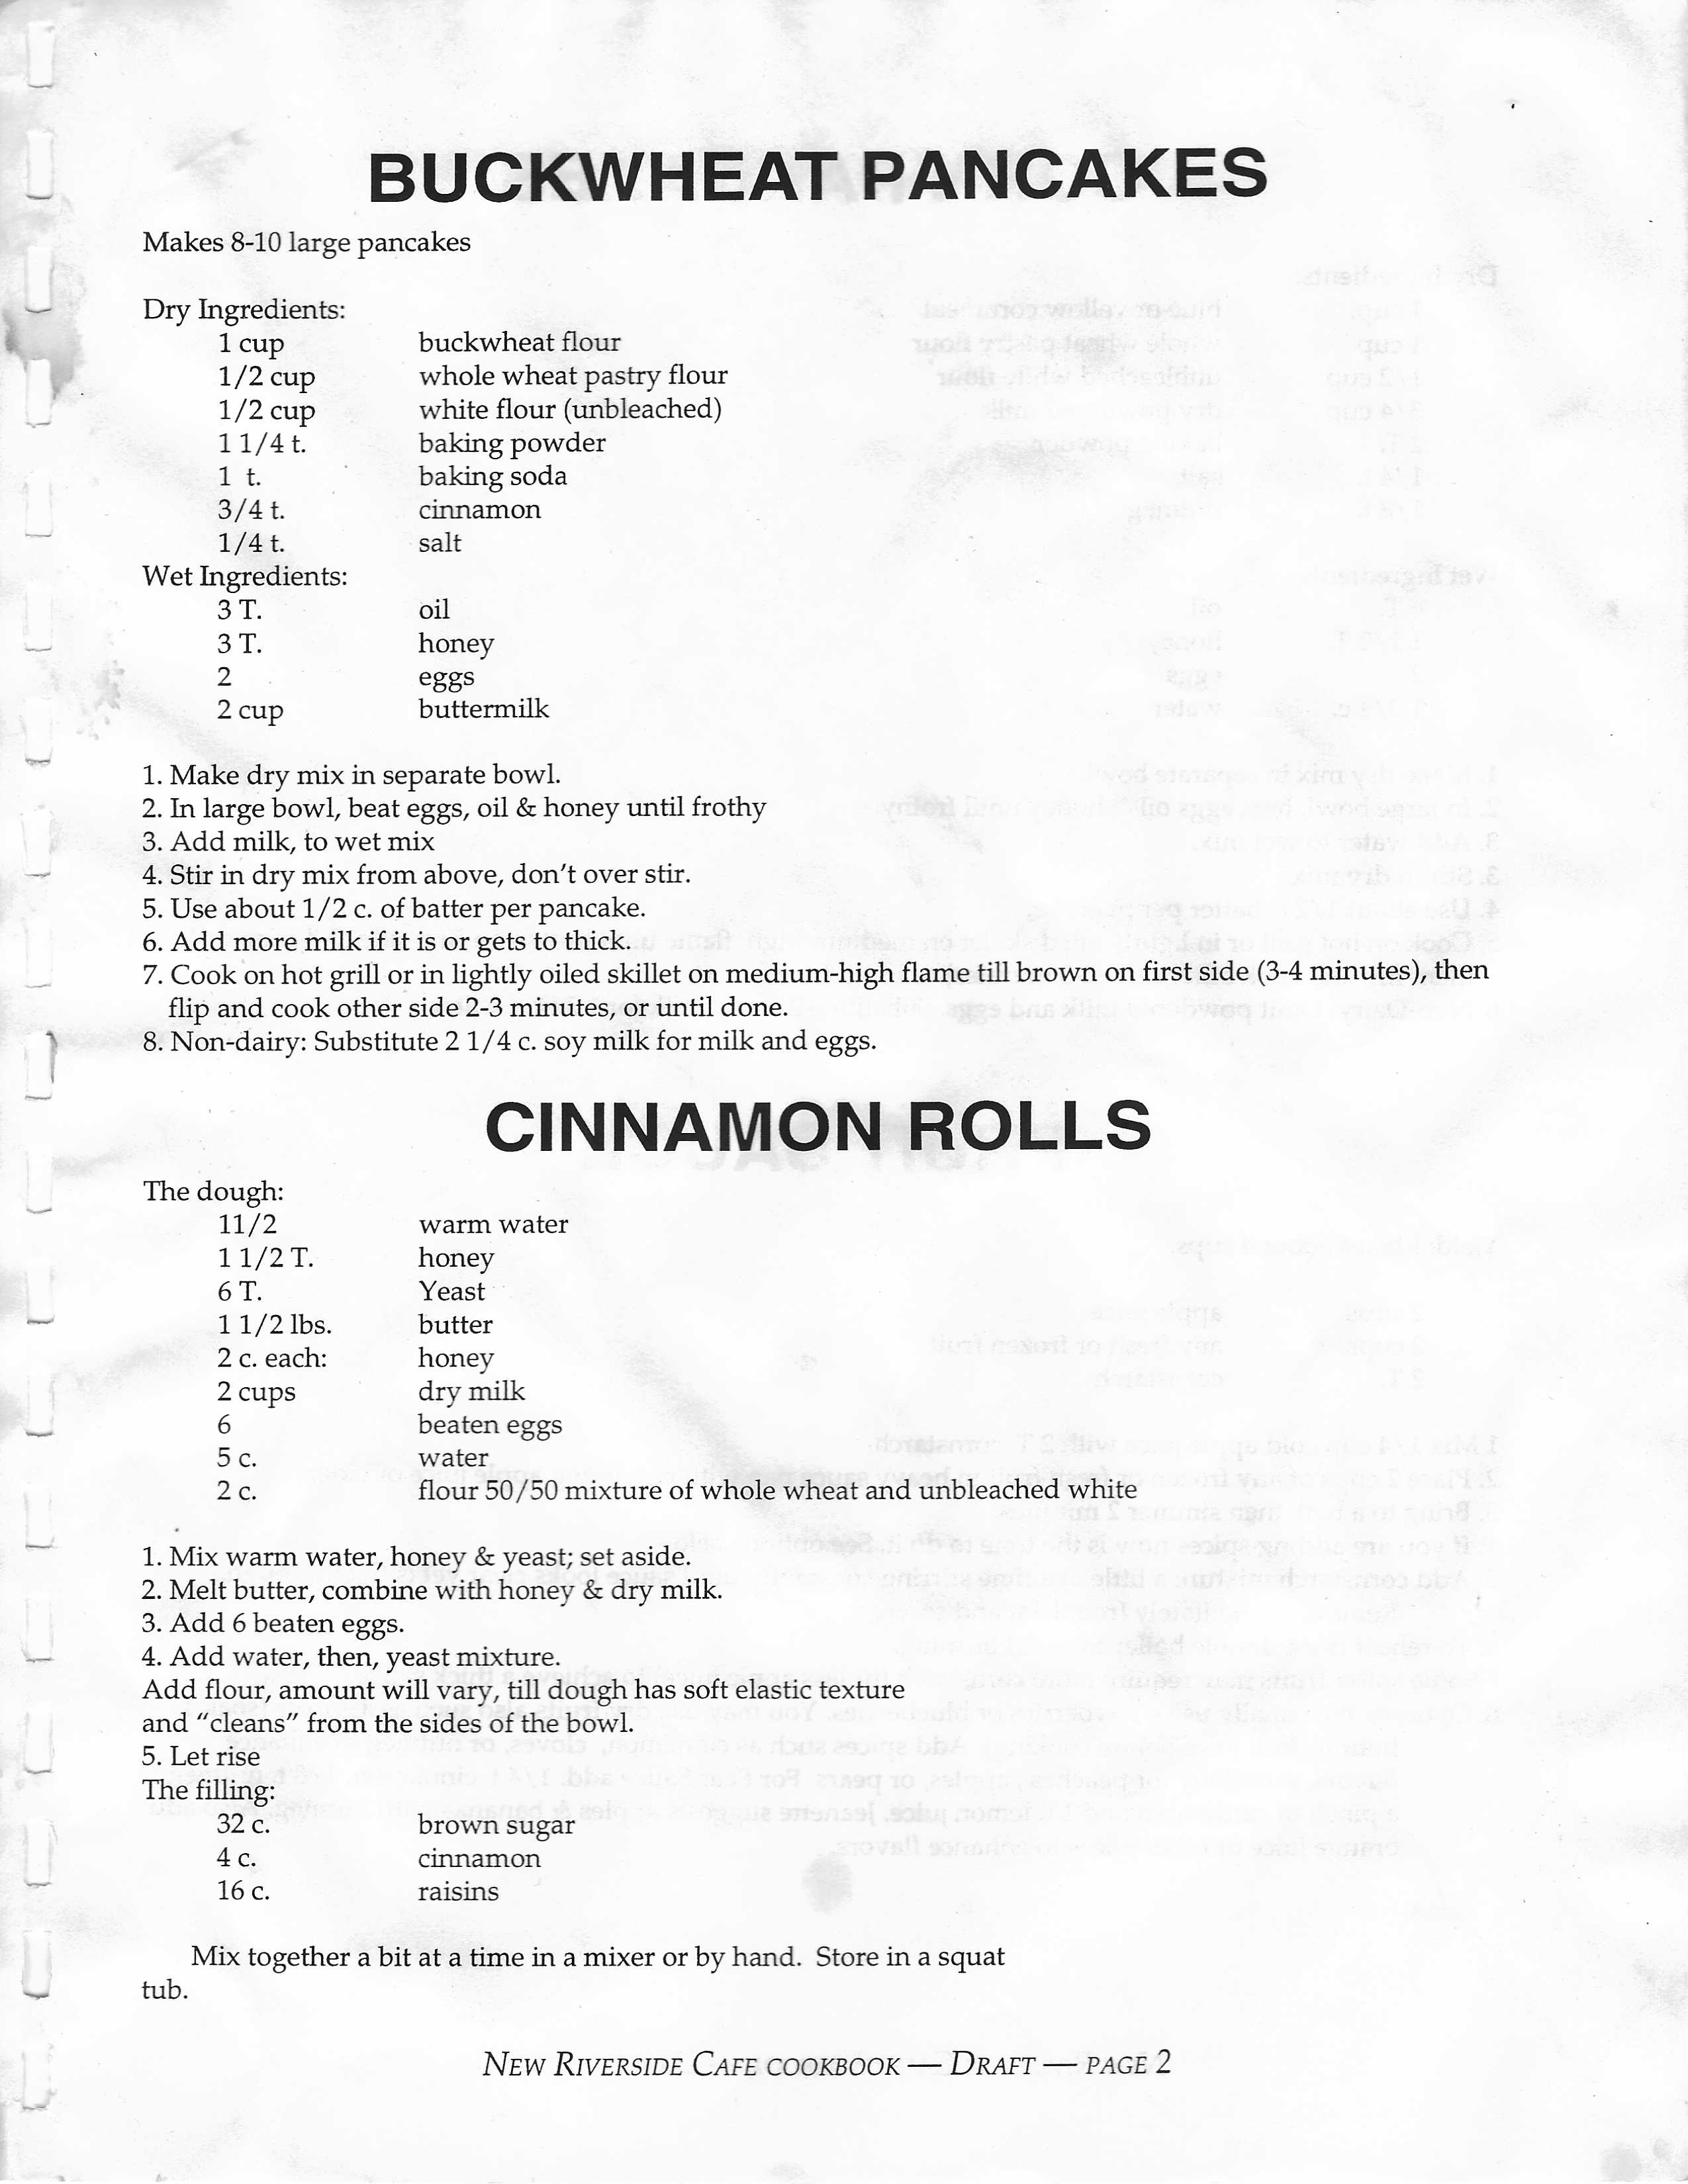 BUCKWHEAT PANCAKES
Makes 8-10 large pancakes
Dry Ingredients:
1 cup buckwheat flour
1/2 cup whole wheat pastry flour
1/2 cup white flour (unbleached)
1 1/4 t. baking powder
1 t. baking soda
3/4 t. cinnamon
1/4 t. salt
Wet Ingredients:
3 T. oil
3 T. honey
2 eggs
2 cup buttermilk
1. Make dry mix in separate bowl.
2. In large bowl, beat eggs, oil & honey until frothy
3. Add milk, to wet mix
4. Stir in dry mix from above, don't over stir.
5. Use about 1/2 c. of batter per pancake.
6. Add more milk if it is or gets to thick.
7. Cook on hot grill or in lightly oiled skillet on medium-high flame till brown on first side (3-4 minutes), then
flip and cook other side 2-3 minutes, or until done.
8. Non-dairy: Substitute 2 1/4 c. soy milk for milk and eggs.
CINNAMON ROLLS
The dough:
11/2 warm water
1 1/2 T. honey
6 T. Yeast
1 1/2 lbs. butter
2 c. each: honey
2 cups dry milk
6 beaten eggs
5 c. water
2 c. flour 50/50 mixture of whole wheat and unbleached white
1. Mix warm water, honey & yeast; set aside.
2. Melt butter, combine with honey & dry milk.
3. Add 6 beaten eggs.
4. Add water, then, yeast mixture.
Add flour, amount will vary, till dough has soft elastic texture
and "cleans" from the sides of the bowl.
5. Let rise
The filling:
32 c. brown sugar
4 c. cinnamon
16 c. raisins
Mix together a bit at a time in a mixer or by hand. Store in a squat
tub.
NEW RIVERSIDE CAFE COOKBOOK — DRAFT — PAGE 2